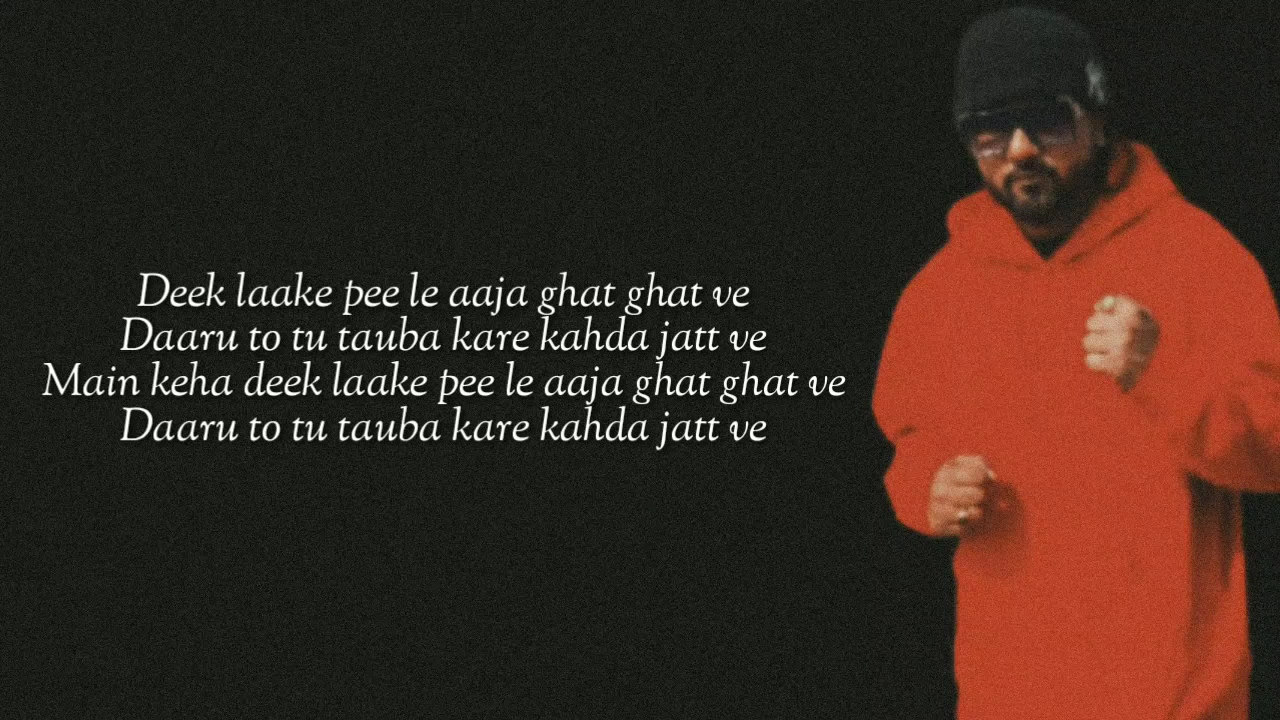 Deek laake pee le aaja ghat ghat ve
Daaru to tu tauba kare kahda jatt ve
Main keha deek laake pee le aaja ghat ghat ve
Daaru to tu tauba kare kahda jatt ve